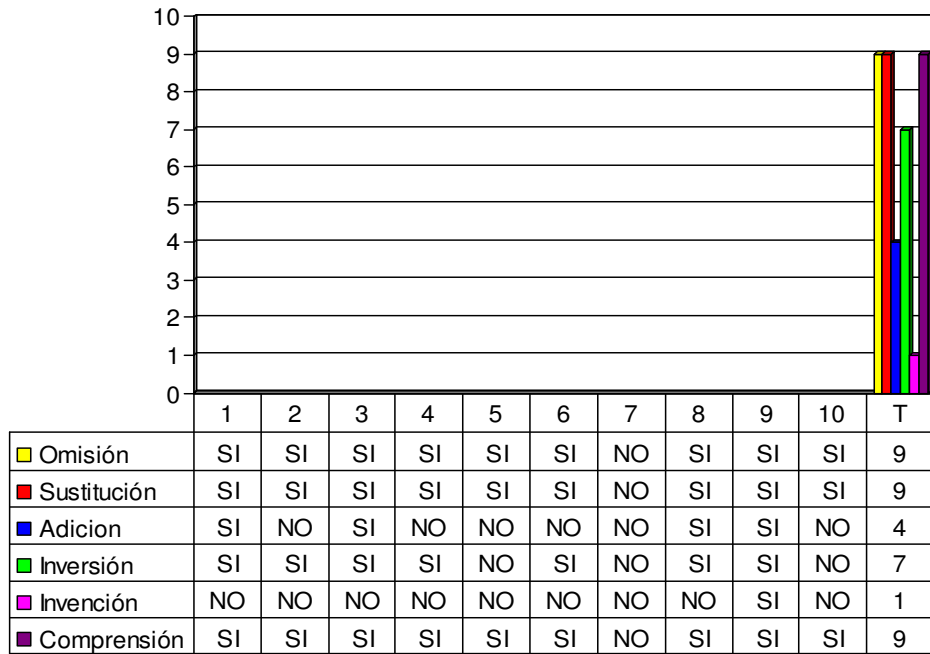 10
9
8
7
6
5
4
3
2
1
0
1 2 3 4 5 6 7 8 9 10 T
Omisión SI SI SI SI SI SI NO SI SI SI 9
Sustitución SI SI SI SI SI SI NO SI SI SI 9
Adicion SI NO SI NO NO NO NO SI SI NO 4
Inversión SI SI SI SI NO SI NO SI SI NO 7
Invención NO NO NO NO NO NO NO NO SI NO 1
Comprensión SI SI SI SI SI SI NO SI SI SI 9